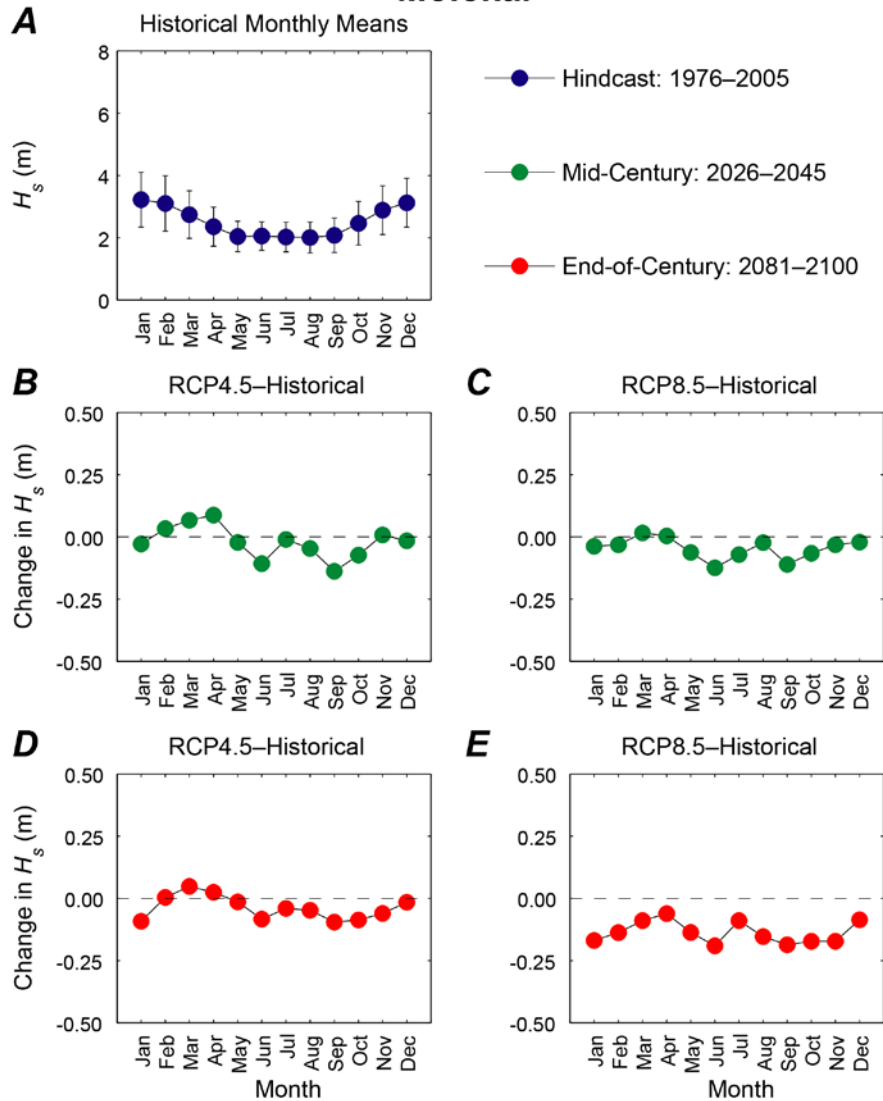 A
Historical Monthly Means
8
6
4
2
0
H_s (m)
Jan
Feb
Mar
Apr
May
Jun
Jul
Aug
Sep
Oct
Nov
Dec
Hindcast: 1976–2005
Mid-Century: 2026–2045
End-of-Century: 2081–2100
B
RCP4.5–Historical
0.50
0.25
0.00
-0.25
-0.50
Change in H_s (m)
Jan
Feb
Mar
Apr
May
Jun
Jul
Aug
Sep
Oct
Nov
Dec
C
RCP8.5–Historical
0.50
0.25
0.00
-0.25
-0.50
Jan
Feb
Mar
Apr
May
Jun
Jul
Aug
Sep
Oct
Nov
Dec
D
RCP4.5–Historical
0.50
0.25
0.00
-0.25
-0.50
Change in H_s (m)
Jan
Feb
Mar
Apr
May
Jun
Jul
Aug
Sep
Oct
Nov
Dec
Month
E
RCP8.5–Historical
0.50
0.25
0.00
-0.25
-0.50
Jan
Feb
Mar
Apr
May
Jun
Jul
Aug
Sep
Oct
Nov
Dec
Month